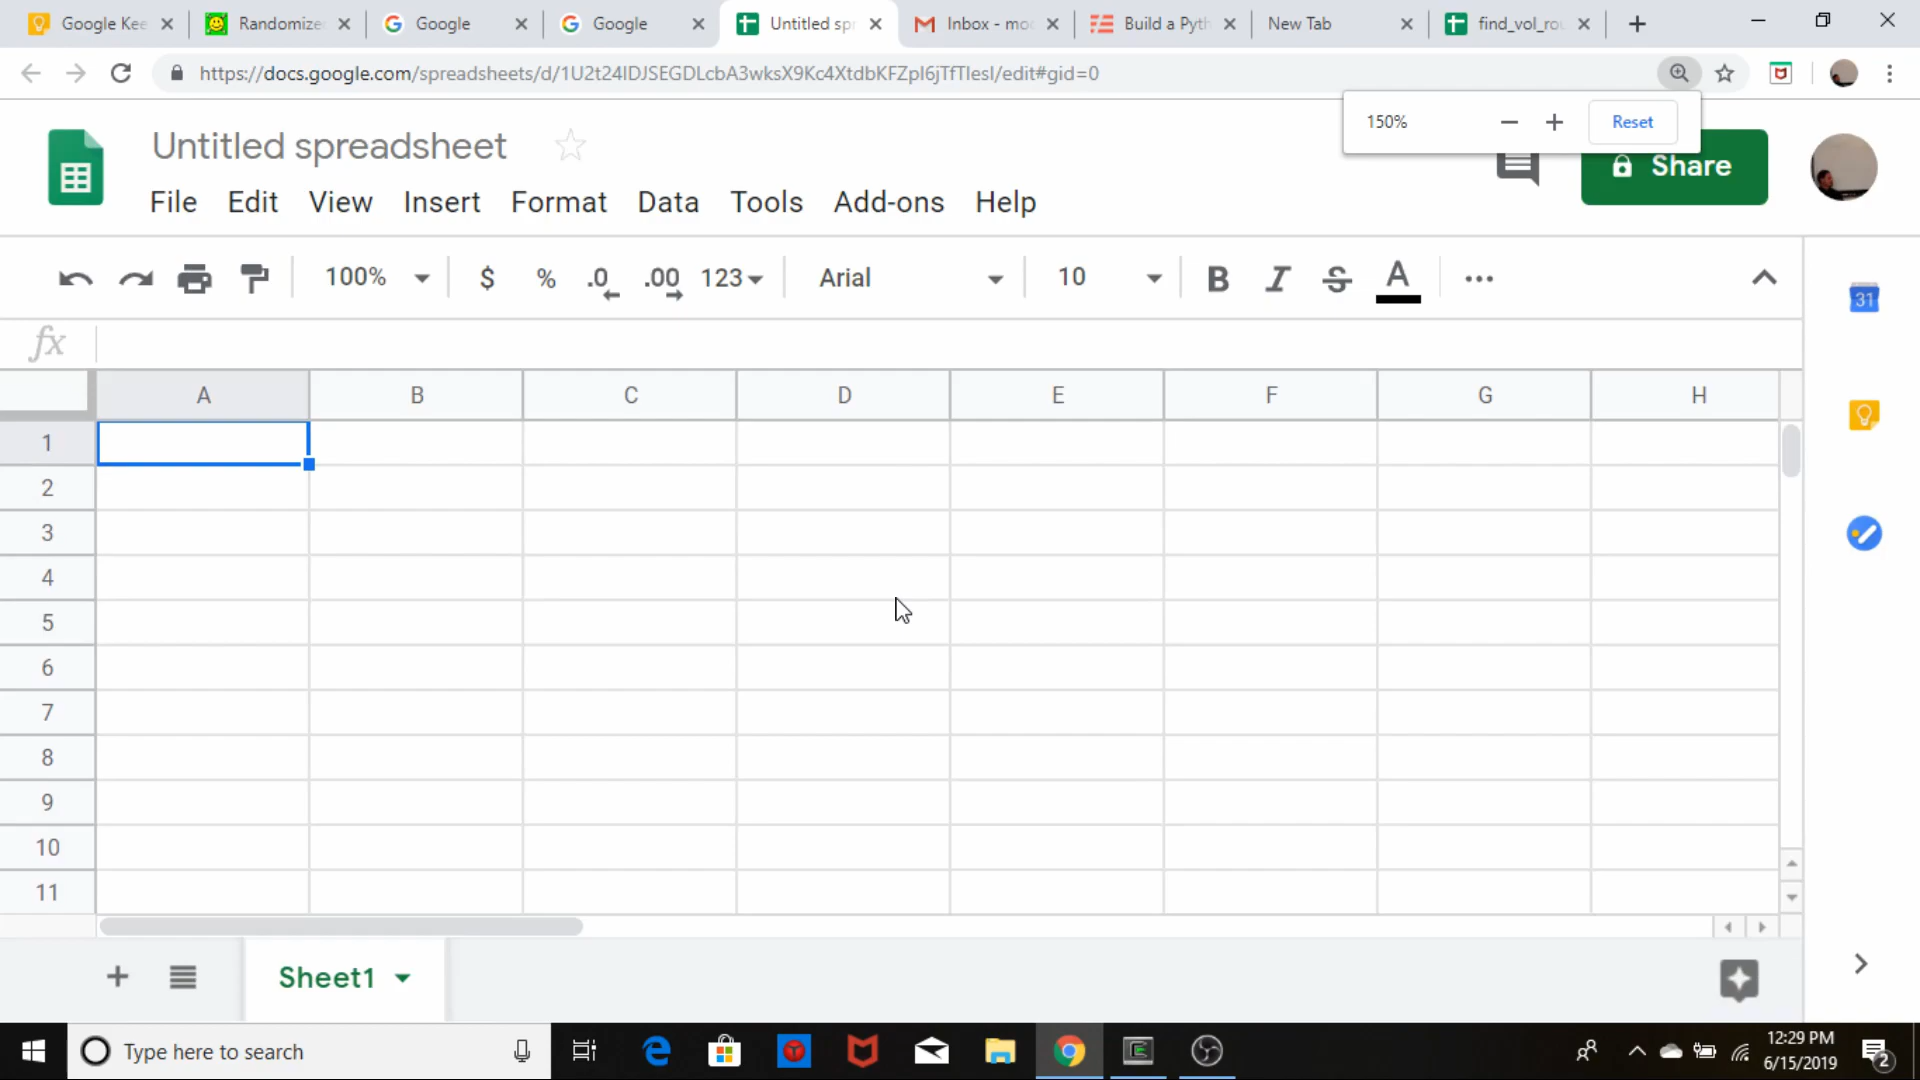 Google Kee
Randomize
Google
Google
Untitled sp
Inbox - mo
Build a Pyth
New Tab
find_vol_ro
https://docs.google.com/spreadsheets/d/1U2t24IDJSEGDLcbA3wksX9Kc4XtdbKFZpI6jTfTIesI/edit#gid=0
150%
Reset
Untitled spreadsheet
Share
File Edit View Insert Format Data Tools Add-ons Help
100% $ % .0 .00 123 Arial 10 B I S A
31
fx
A B C D E F G H
1
2
3
4
5
6
7
8
9
10
11
Sheet1
Type here to search
12:29 PM
6/15/2019
2